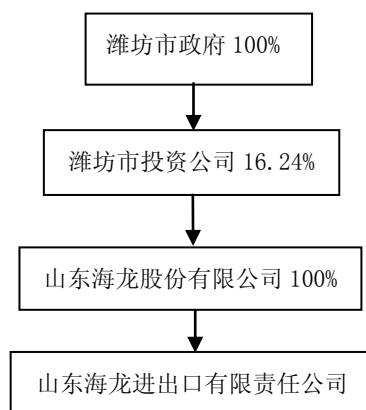 潍坊市政府 100%
潍坊市投资公司 16.24%
山东海龙股份有限公司 100%
山东海龙进出口有限责任公司